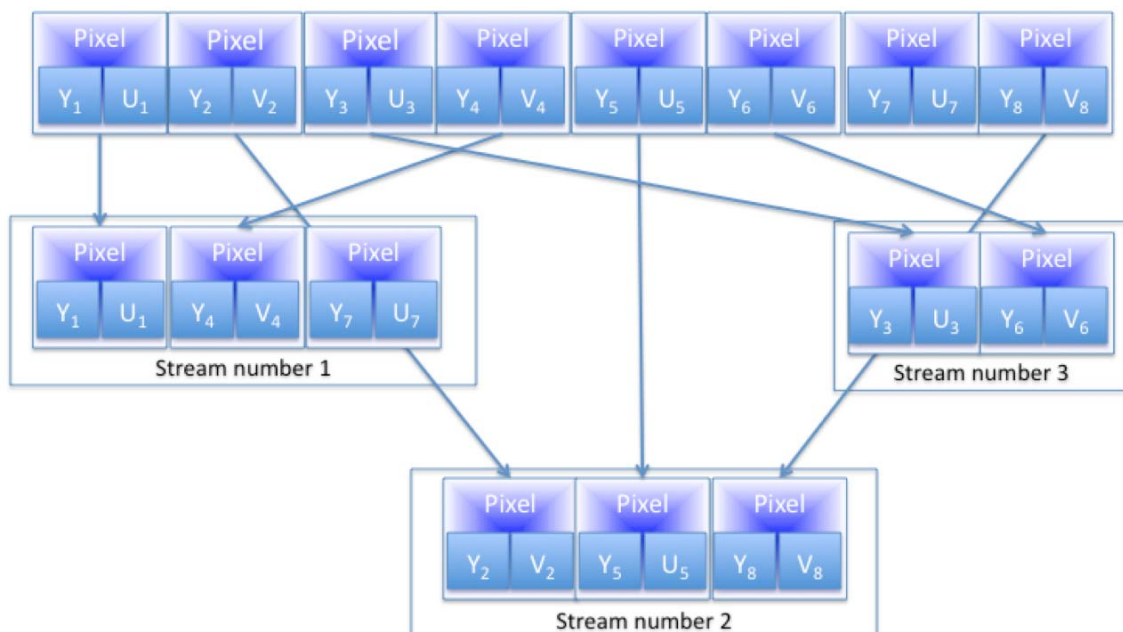 Pixel Pixel Pixel Pixel Pixel Pixel Pixel Pixel
Y₁ U₁ Y₂ V₂ Y₃ U₃ Y₄ V₄ Y₅ U₅ Y₆ V₆ Y₇ U₇ Y₈ V₈
Pixel Pixel Pixel
Y₁ U₁ Y₄ V₄ Y₇ U₇
Stream number 1
Pixel Pixel
Y₃ U₃ Y₆ V₆
Stream number 3
Pixel Pixel Pixel
Y₂ V₂ Y₅ U₅ Y₈ V₈
Stream number 2